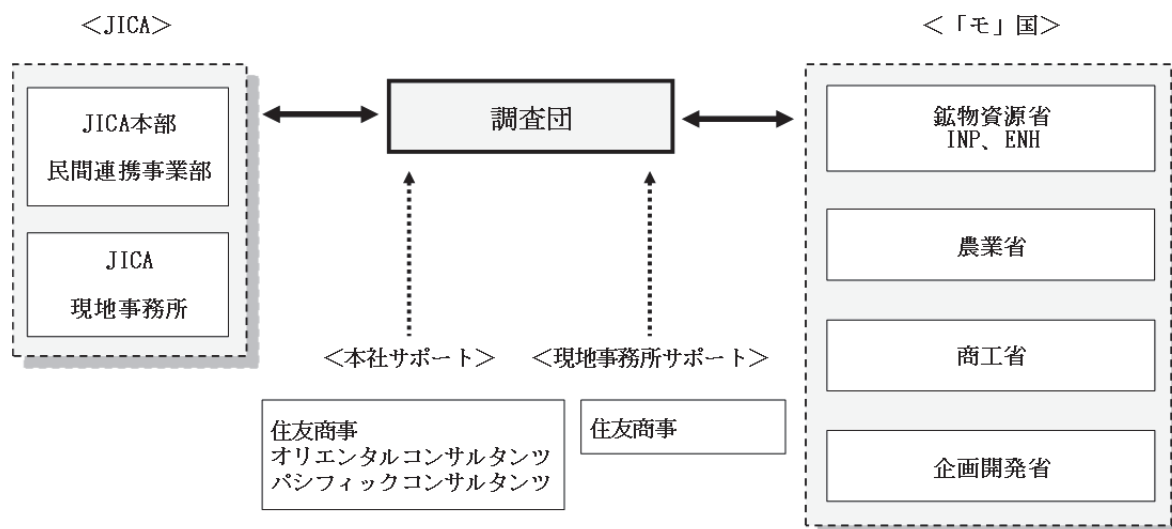 ＜JICA＞
JICA本部
民間連携事業部
JICA
現地事務所
調査団
＜本社サポート＞
住友商事
オリエンタルコンサルタンツ
パシフィックコンサルタンツ
＜現地事務所サポート＞
住友商事
＜「モ」国＞
鉱物資源省
INP、ENH
農業省
商工省
企画開発省